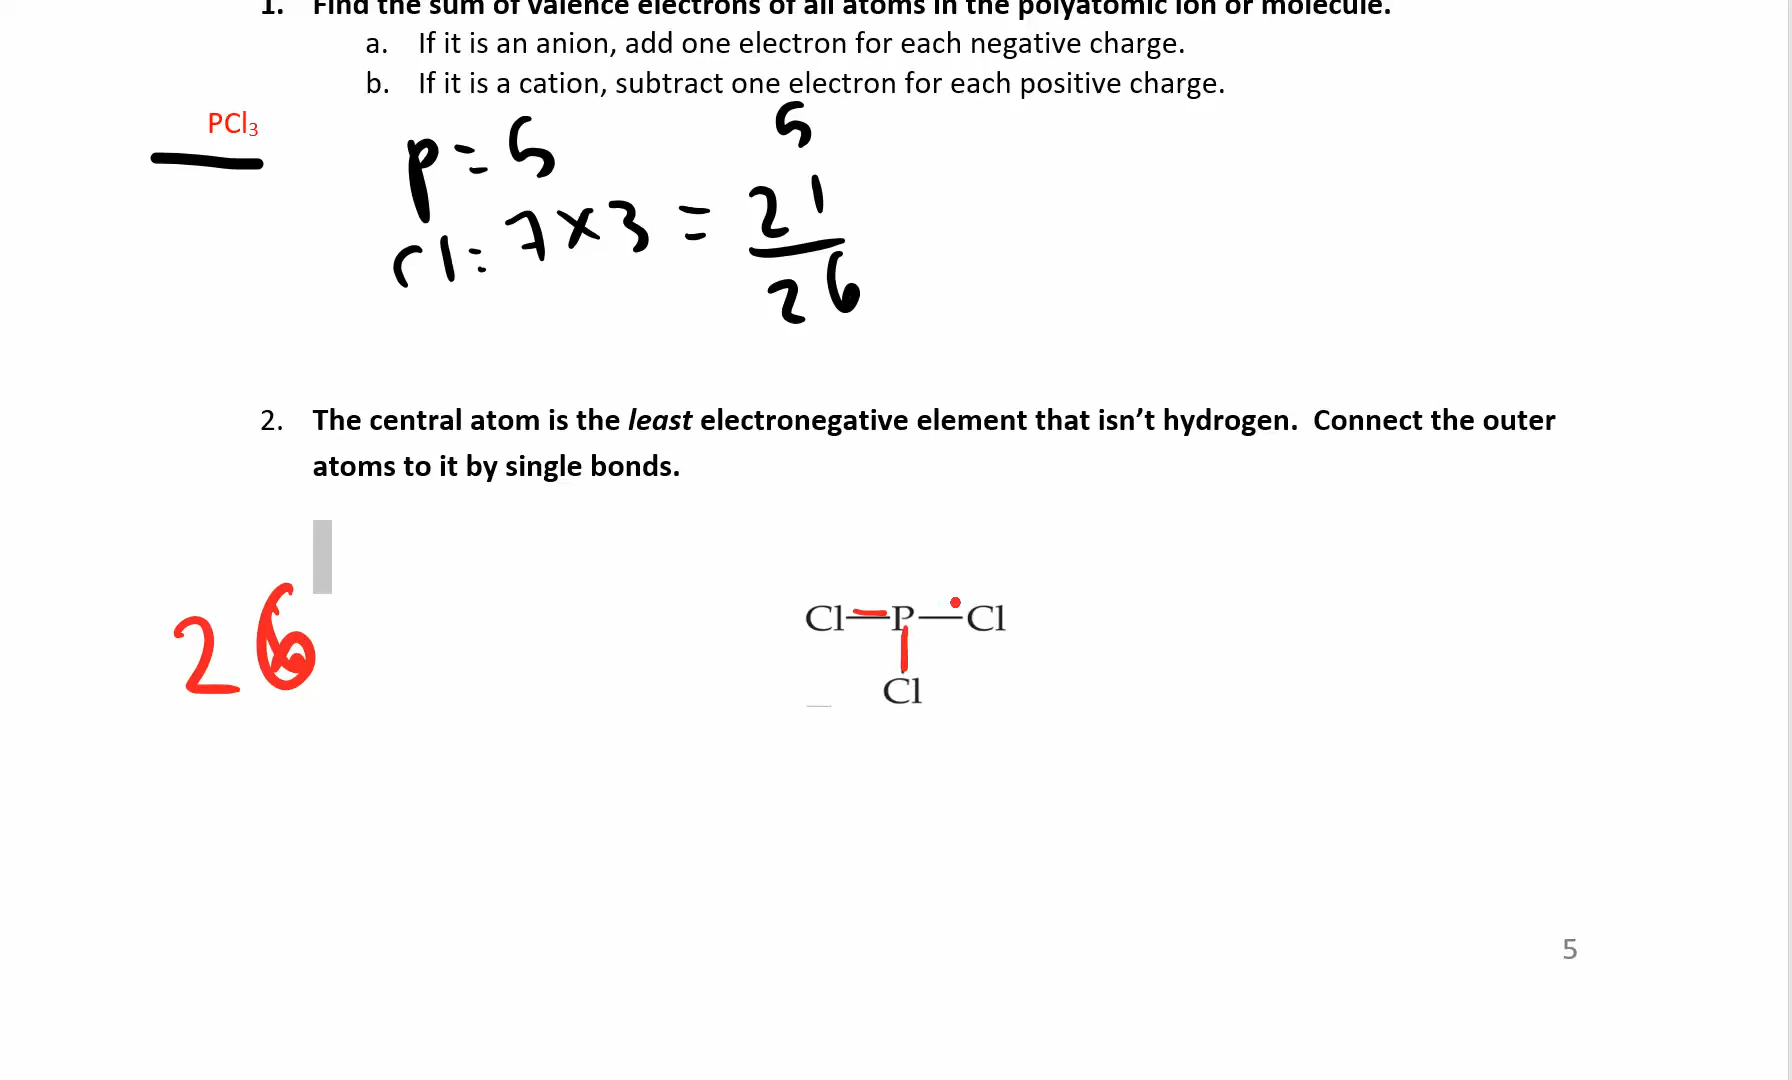 1. Find the sum of valence electrons of all atoms in the polyatomic ion or molecule.
a. If it is an anion, add one electron for each negative charge.
b. If it is a cation, subtract one electron for each positive charge.
PCl₃
p = 5
5
Cl: 7 x 3 = 21
26
2. The central atom is the least electronegative element that isn’t hydrogen. Connect the outer
atoms to it by single bonds.
26
Cl—P—Cl
Cl
5